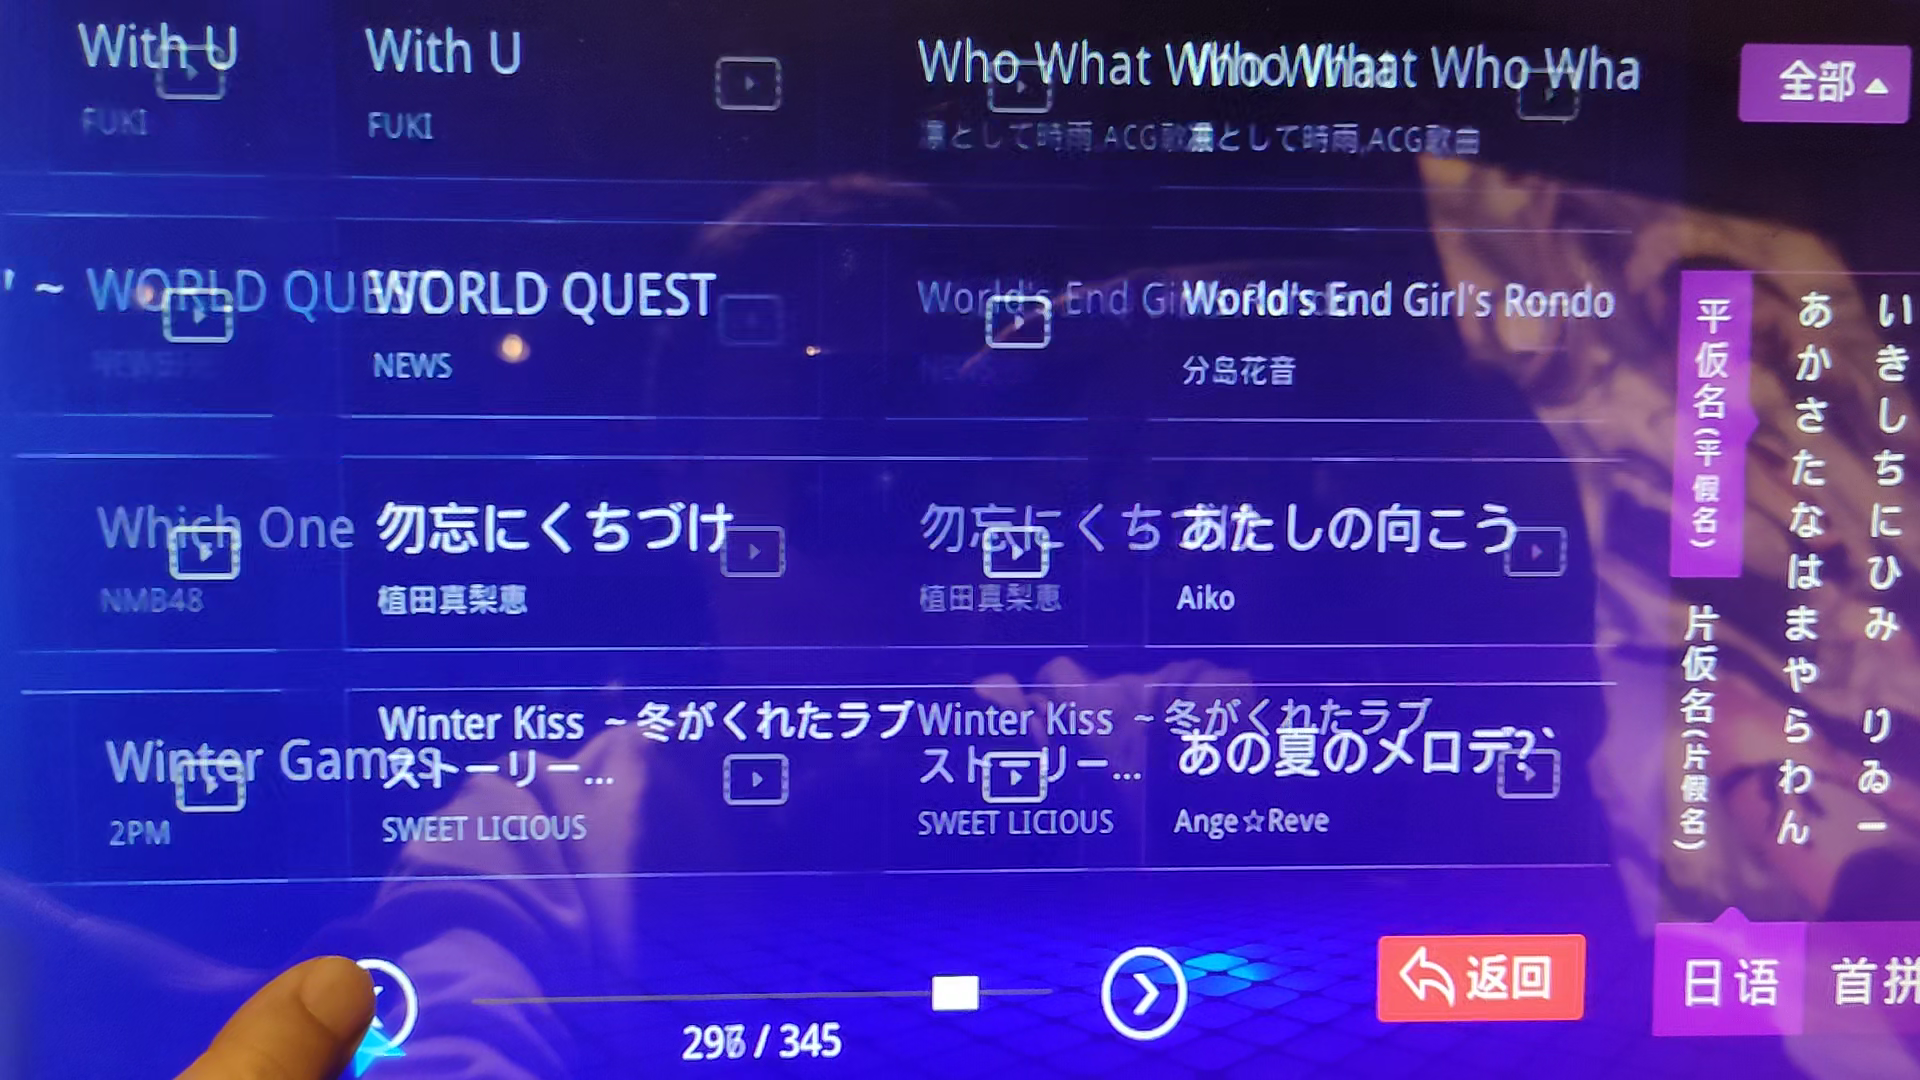 With U
FUKI
With U
FUKI
Who What Who Wha
凛として時雨,ACG歌曲
Who What Who Wha
凛として時雨,ACG歌曲
全部
' ~
WORLD QUEST
WORLD QUEST
NEWS
World's End Girl's Rondo
World's End Girl's Rondo
分岛花音
Which One
NMB48
勿忘にくちづけ
植田真梨恵
勿忘にくちづけ
植田真梨恵
あたしの向こう
Aiko
Winter Games
2PM
Winter Kiss ~冬がくれたラブ
ストーリー...
SWEET LICIOUS
Winter Kiss ~冬がくれたラブ
ストーリー...
SWEET LICIOUS
あの夏のメロデ
Ange☆Reve
平仮名(平假名)
片仮名(片假名)
あかさたなはまやらわん
いきしちにひみ りゐー
/ 345
返回
日语
首拼